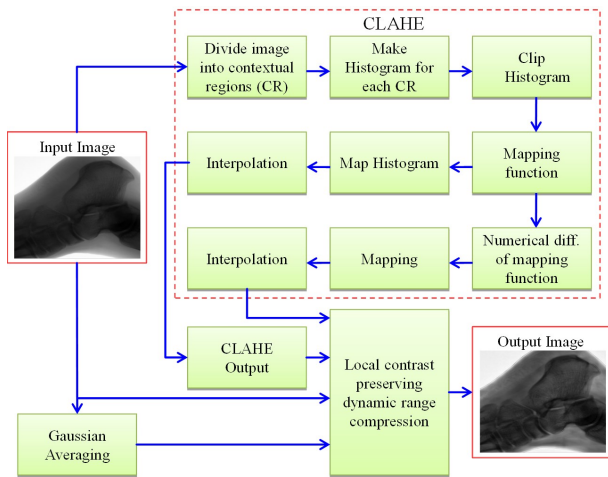 CLAHE
Divide image
into contextual
regions (CR)
Make
Histogram for
each CR
Clip
Histogram
Input Image
Interpolation
Map Histogram
Mapping
function
Interpolation
Mapping
Numerical diff.
of mapping
function
CLAHE
Output
Local contrast
preserving
dynamic range
compression
Output Image
Gaussian
Averaging